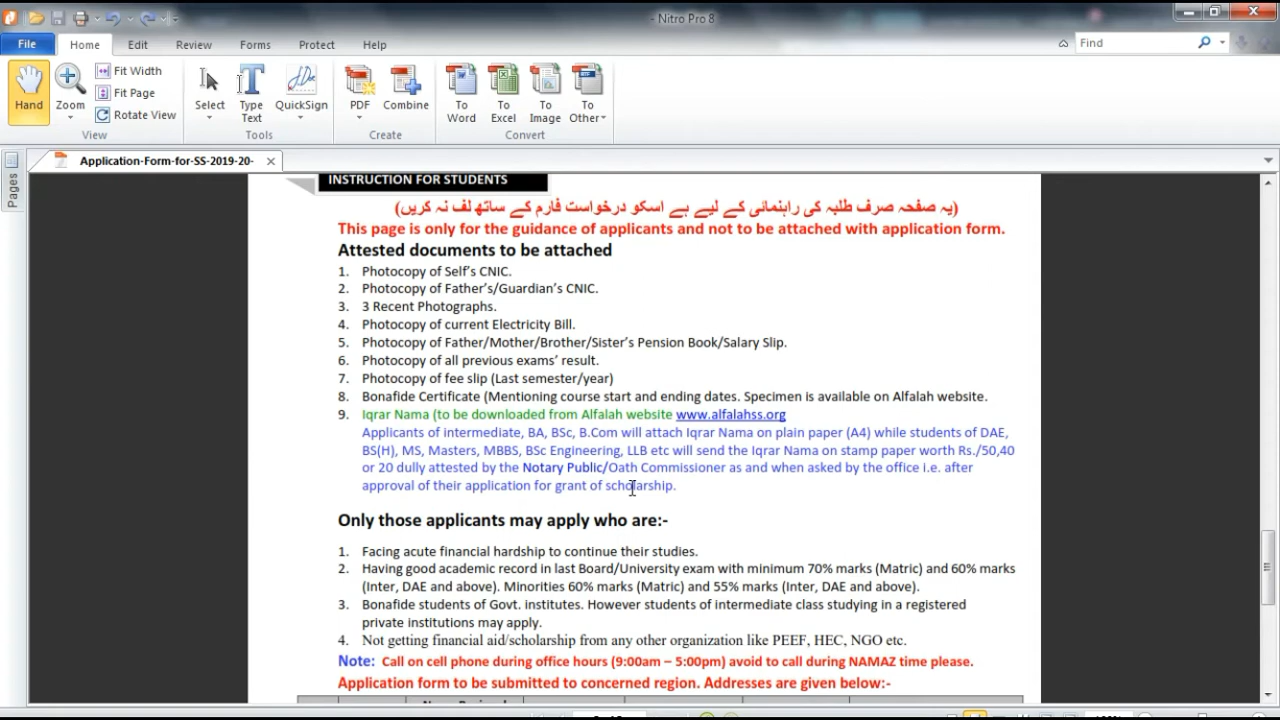 - Nitro Pro 8
File Home Edit Review Forms Protect Help
Find
Hand
Zoom
Fit Width
Fit Page
Rotate View
View
Select
Type Text
QuickSign
Tools
PDF
Combine
Create
To Word
To Excel
To Image
To Other
Convert
Application-Form-for-SS-2019-20-
Pages
INSTRUCTION FOR STUDENTS
(یہ صفحہ صرف طلبہ کی راہنمائی کے لیے ہے اسکو درخواست فارم کے ساتھ لف نہ کریں)
This page is only for the guidance of applicants and not to be attached with application form.
Attested documents to be attached
1. Photocopy of Self's CNIC.
2. Photocopy of Father's/Guardian's CNIC.
3. 3 Recent Photographs.
4. Photocopy of current Electricity Bill.
5. Photocopy of Father/Mother/Brother/Sister's Pension Book/Salary Slip.
6. Photocopy of all previous exams' result.
7. Photocopy of fee slip (Last semester/year)
8. Bonafide Certificate (Mentioning course start and ending dates. Specimen is available on Alfalah website.
9. Iqrar Nama (to be downloaded from Alfalah website www.alfalahss.org
Applicants of intermediate, BA, BSc, B.Com will attach Iqrar Nama on plain paper (A4) while students of DAE,
BS(H), MS, Masters, MBBS, BSc Engineering, LLB etc will send the Iqrar Nama on stamp paper worth Rs./50,40
or 20 dully attested by the Notary Public/Oath Commissioner as and when asked by the office i.e. after
approval of their application for grant of scholarship.
Only those applicants may apply who are:-
1. Facing acute financial hardship to continue their studies.
2. Having good academic record in last Board/University exam with minimum 70% marks (Matric) and 60% marks
(Inter, DAE and above). Minorities 60% marks (Matric) and 55% marks (Inter, DAE and above).
3. Bonafide students of Govt. institutes. However students of intermediate class studying in a registered
private institutions may apply.
4. Not getting financial aid/scholarship from any other organization like PEEF, HEC, NGO etc.
Note: Call on cell phone during office hours (9:00am – 5:00pm) avoid to call during NAMAZ time please.
Application form to be submitted to concerned region. Addresses are given below:-